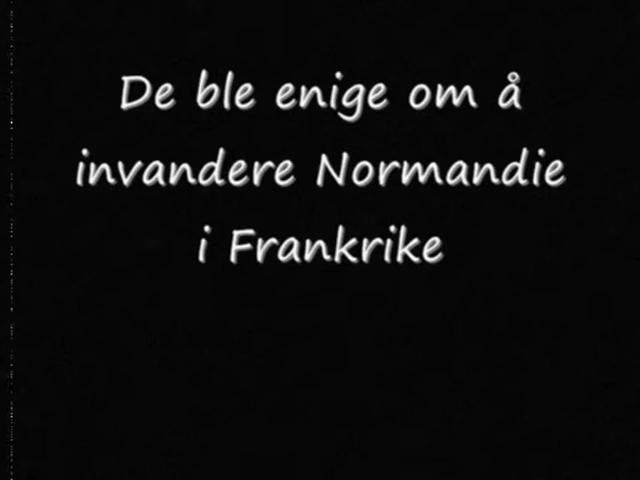 De ble enige om å
invandere Normandie
i Frankrike